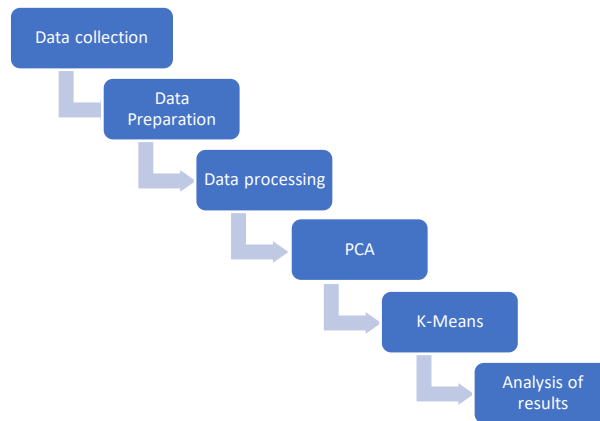 Data collection
Data
Preparation
Data processing
PCA
K-Means
Analysis of
results